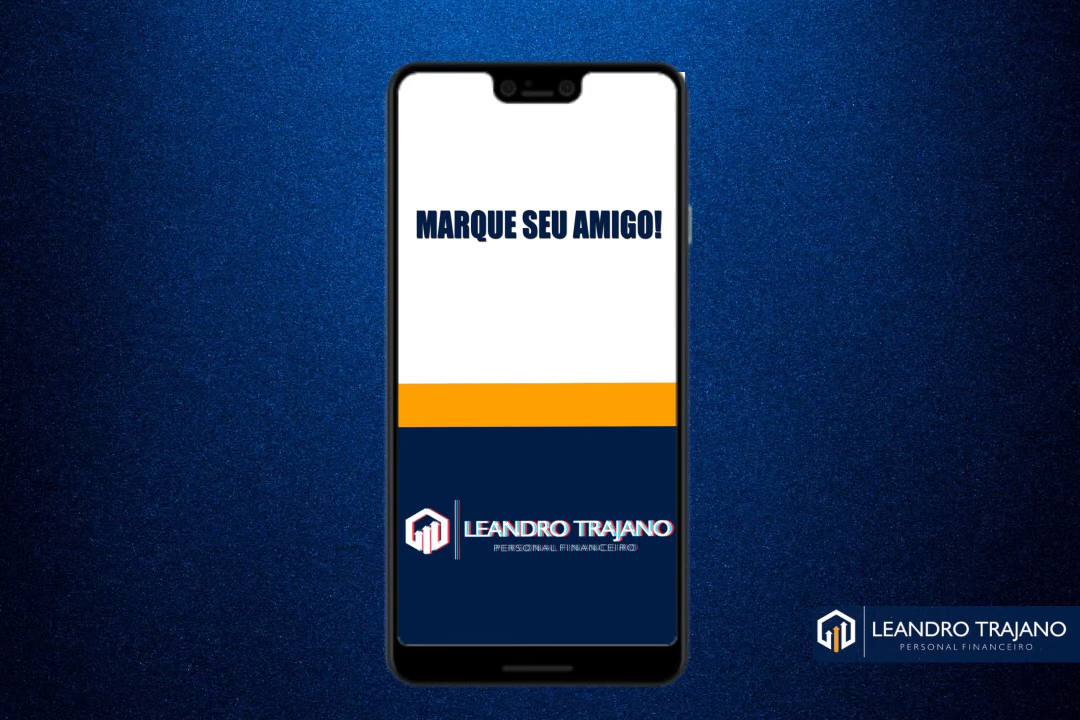 MARQUE SEU AMIGO!
LEANDRO TRAJANO
PERSONAL FINANCEIRO
LEANDRO TRAJANO
PERSONAL FINANCEIRO